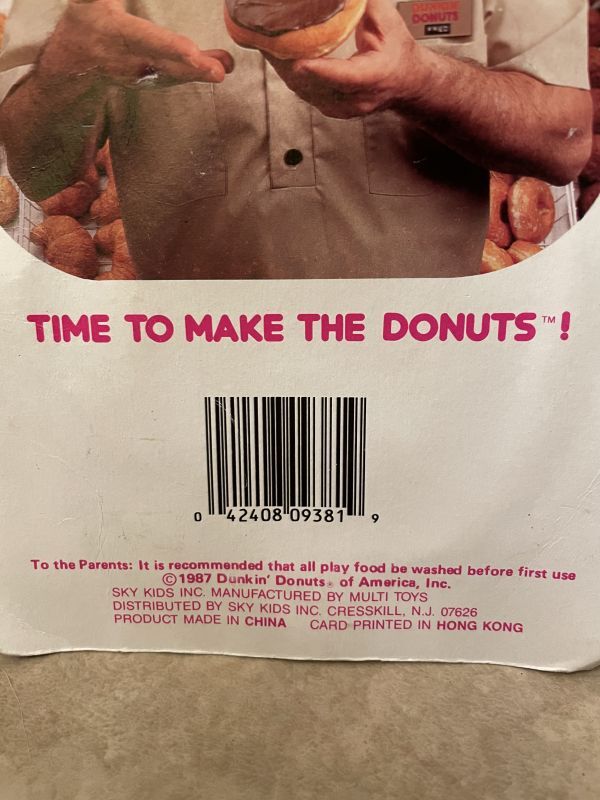 DUNKIN'
DONUTS
TIME TO MAKE THE DONUTS™!
0 42408 09381 9
To the Parents: It is recommended that all play food be washed before first use
©1987 Dunkin' Donuts® of America, Inc.
SKY KIDS INC. MANUFACTURED BY MULTI TOYS
DISTRIBUTED BY SKY KIDS INC. CRESSKILL, N.J. 07626
PRODUCT MADE IN CHINA CARD PRINTED IN HONG KONG